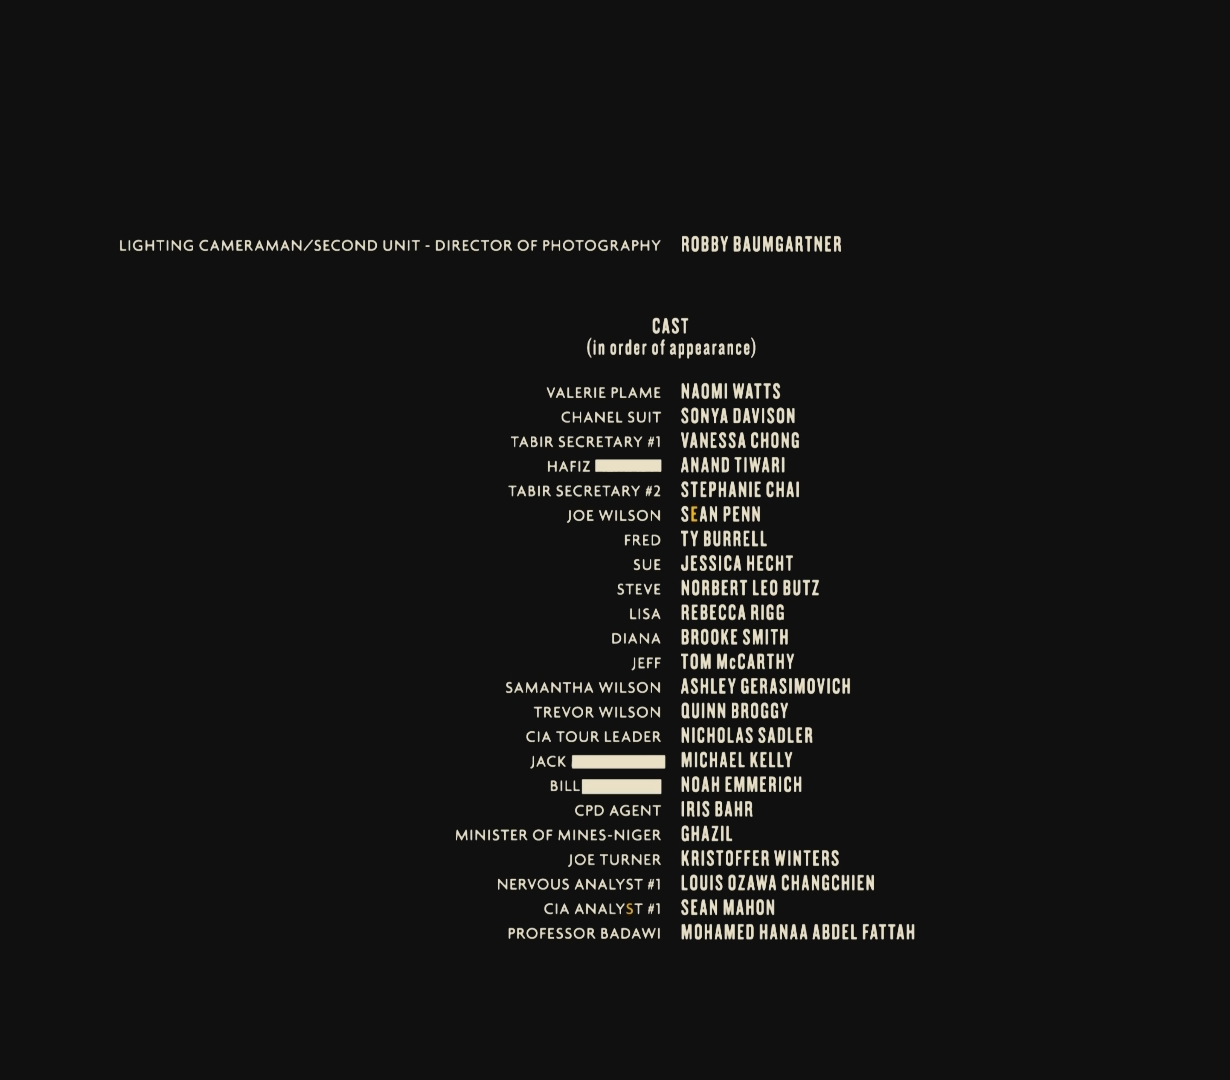 LIGHTING CAMERAMAN/SECOND UNIT - DIRECTOR OF PHOTOGRAPHY ROBBY BAUMGARTNER
CAST
(in order of appearance)
VALERIE PLAME NAOMI WATTS
CHANEL SUIT SONYA DAVISON
TABIR SECRETARY #1 VANESSA CHONG
HAFIZ ANAND TIWARI
TABIR SECRETARY #2 STEPHANIE CHAI
JOE WILSON SEAN PENN
FRED TY BURRELL
SUE JESSICA HECHT
STEVE NORBERT LEO BUTZ
LISA REBECCA RIGG
DIANA BROOKE SMITH
JEFF TOM McCARTHY
SAMANTHA WILSON ASHLEY GERASIMOVICH
TREVOR WILSON QUINN BROGGY
CIA TOUR LEADER NICHOLAS SADLER
JACK MICHAEL KELLY
BILL NOAH EMMERICH
CPD AGENT IRIS BAHR
MINISTER OF MINES-NIGER GHAZIL
JOE TURNER KRISTOFFER WINTERS
NERVOUS ANALYST #1 LOUIS OZAWA CHANGCHIEN
CIA ANALYST #1 SEAN MAHON
PROFESSOR BADAWI MOHAMED HANAA ABDEL FATTAH